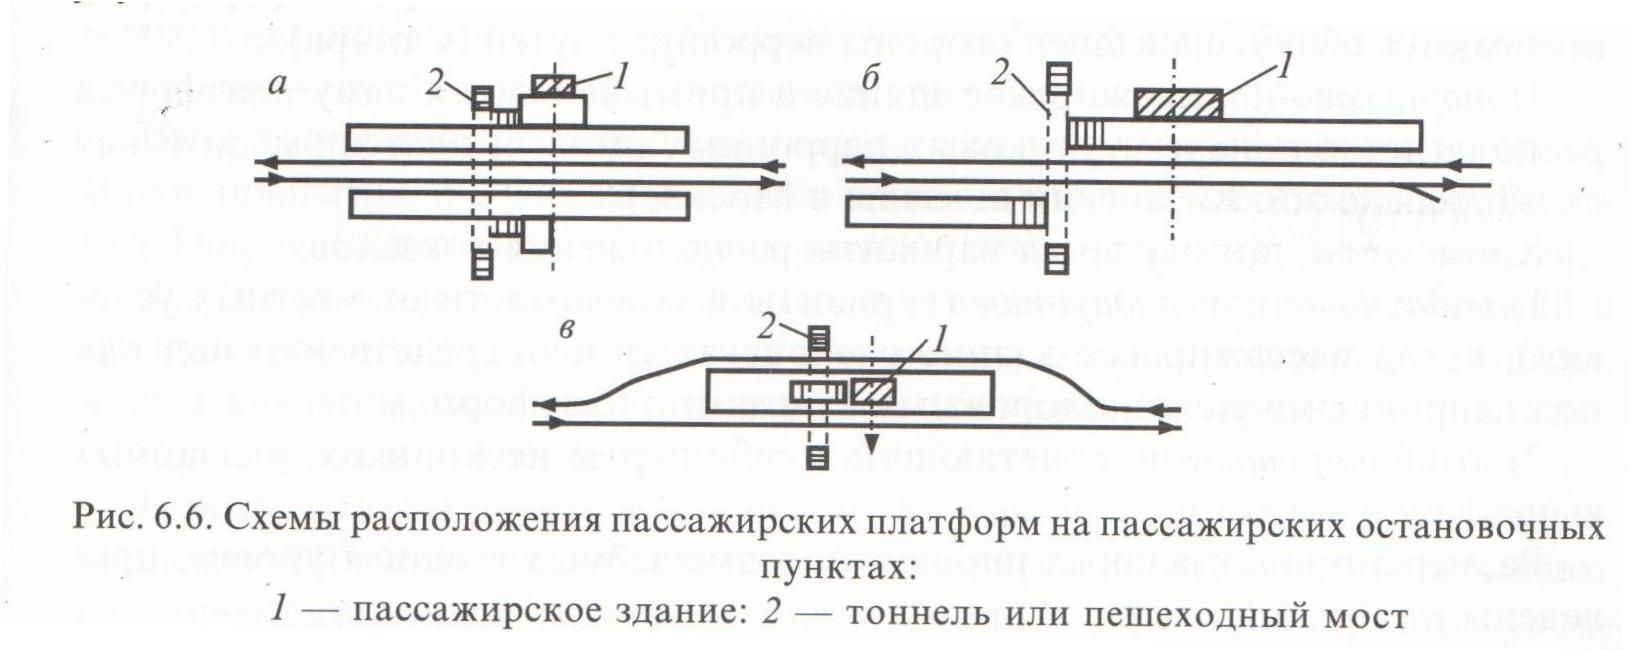 а 2 1 б 2 1
в 2 1
Рис. 6.6. Схемы расположения пассажирских платформ на пассажирских остановочных
пунктах:
1 — пассажирское здание: 2 — тоннель или пешеходный мост